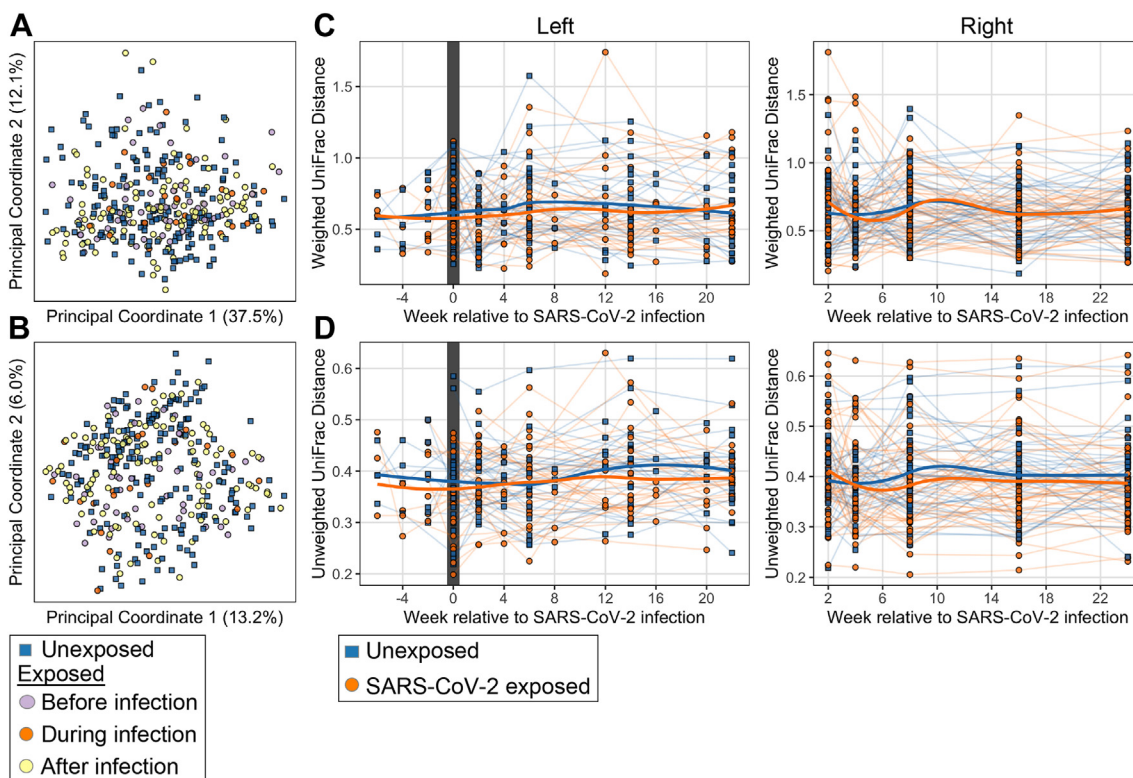 A
Principal Coordinate 2 (12.1%)
Principal Coordinate 1 (37.5%)
B
Principal Coordinate 2 (6.0%)
Principal Coordinate 1 (13.2%)
Unexposed
Exposed
Before infection
During infection
After infection
C
Left
Right
Weighted UniFrac Distance
1.5
1.0
0.5
-4 0 4 8 12 16 20
Week relative to SARS-CoV-2 infection
Weighted UniFrac Distance
1.5
1.0
0.5
2 6 10 14 18 22
Week relative to SARS-CoV-2 infection
D
Unweighted UniFrac Distance
0.6
0.5
0.4
0.3
0.2
-4 0 4 8 12 16 20
Week relative to SARS-CoV-2 infection
Unweighted UniFrac Distance
0.6
0.5
0.4
0.3
0.2
2 6 10 14 18 22
Week relative to SARS-CoV-2 infection
Unexposed
SARS-CoV-2 exposed